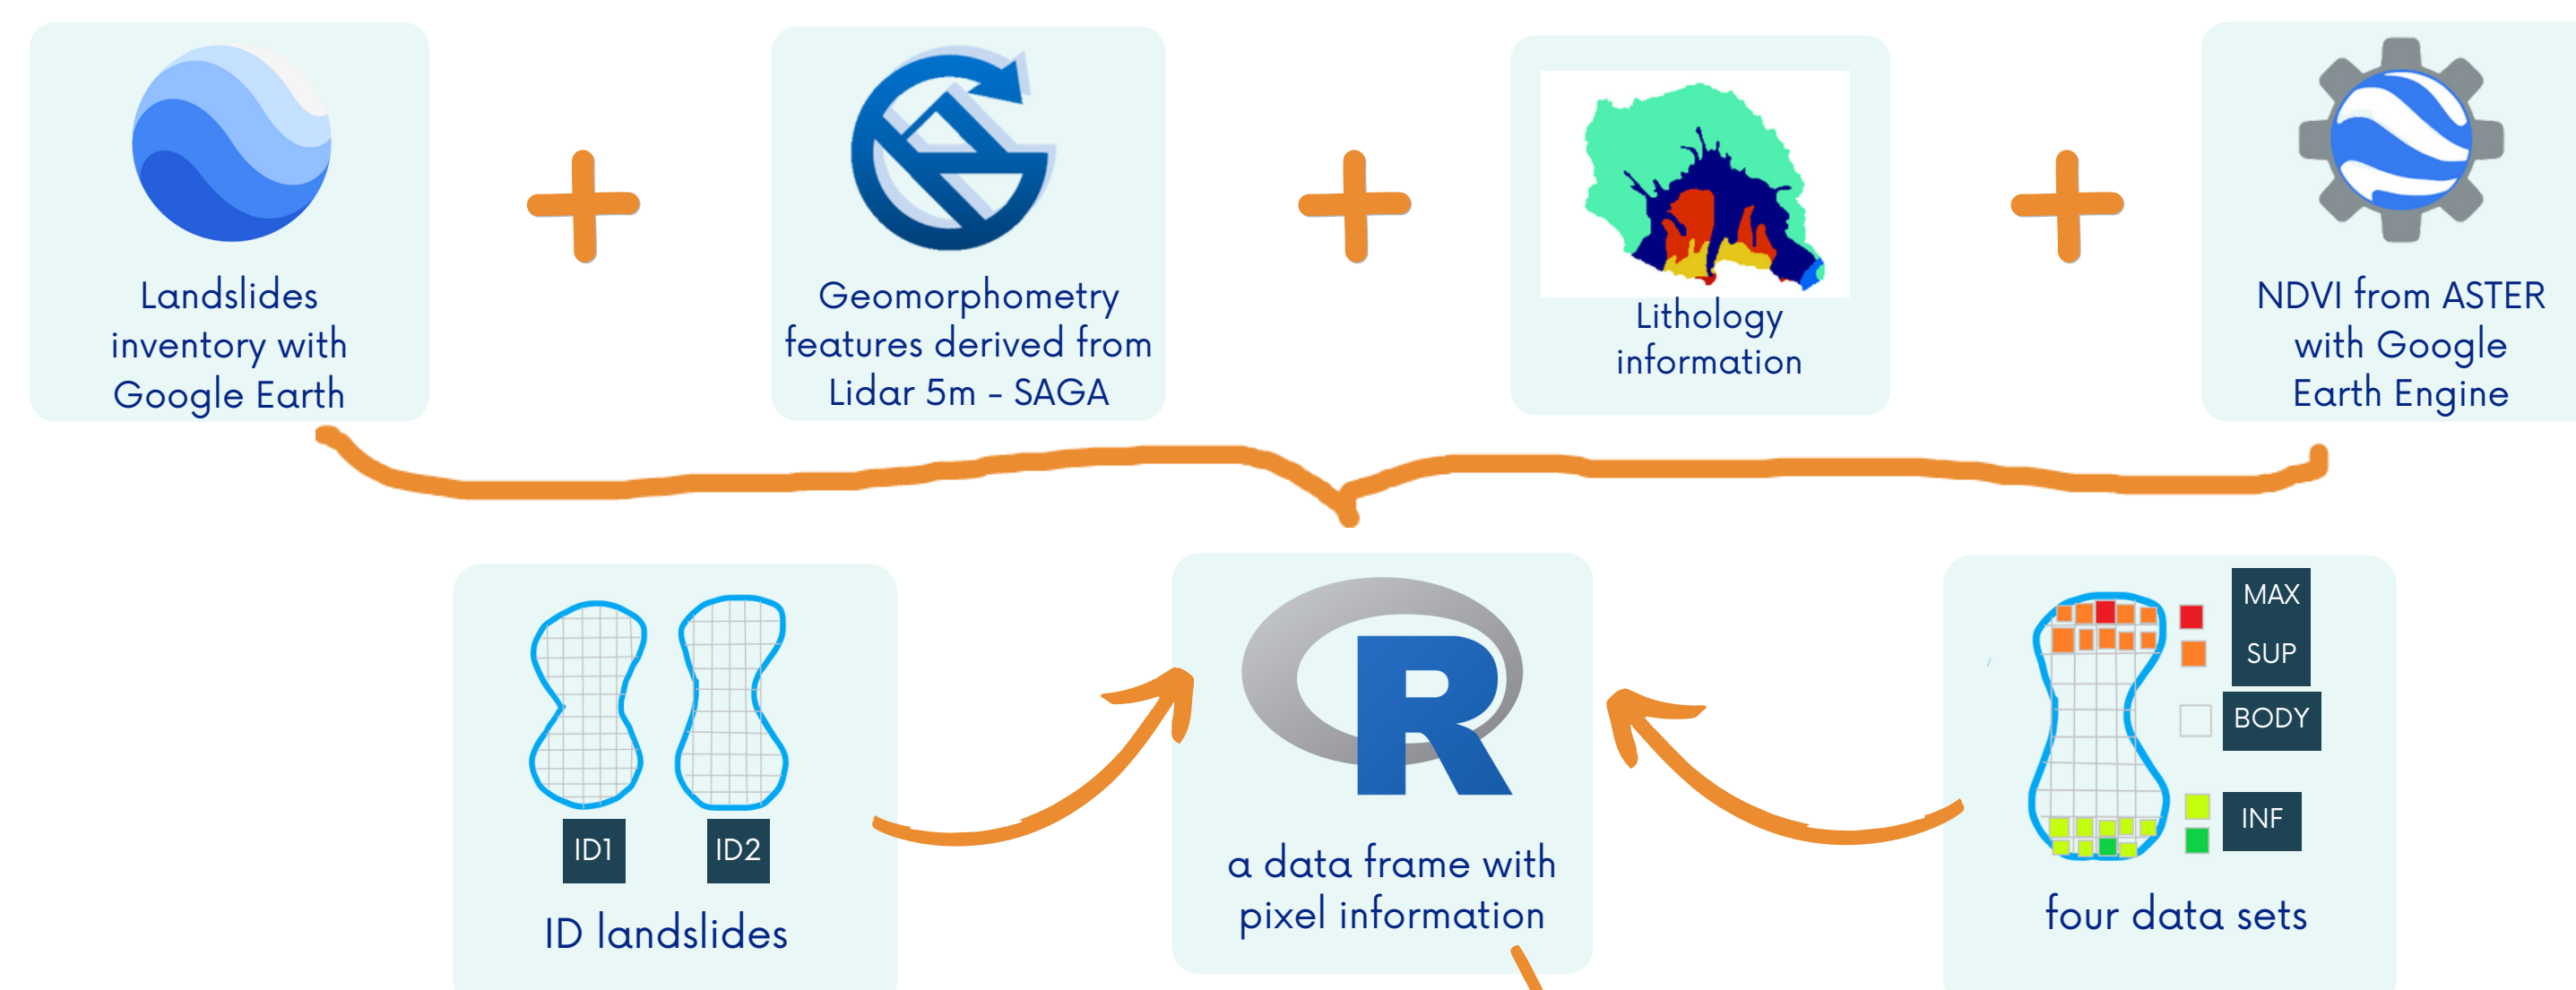 Landslides
inventory with
Google Earth
Geomorphometry
features derived from
Lidar 5m - SAGA
Lithology
information
NDVI from ASTER
with Google
Earth Engine
ID1
ID2
ID landslides
R
a data frame with
pixel information
MAX
SUP
BODY
INF
four data sets